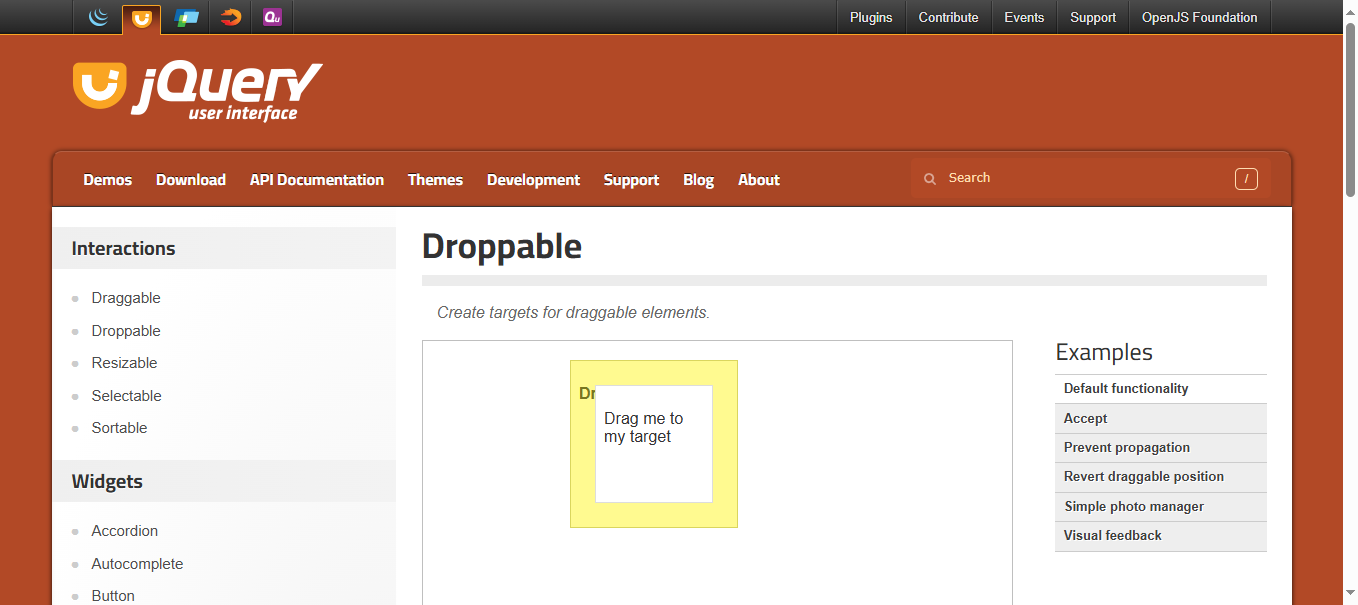 Qu
Plugins
Contribute
Events
Support
OpenJS Foundation
jQuery
user interface
Demos
Download
API Documentation
Themes
Development
Support
Blog
About
Search
/
Interactions
Draggable
Droppable
Resizable
Selectable
Sortable
Widgets
Accordion
Autocomplete
Button
Droppable
Create targets for draggable elements.
Drag me to
my target
Examples
Default functionality
Accept
Prevent propagation
Revert draggable position
Simple photo manager
Visual feedback